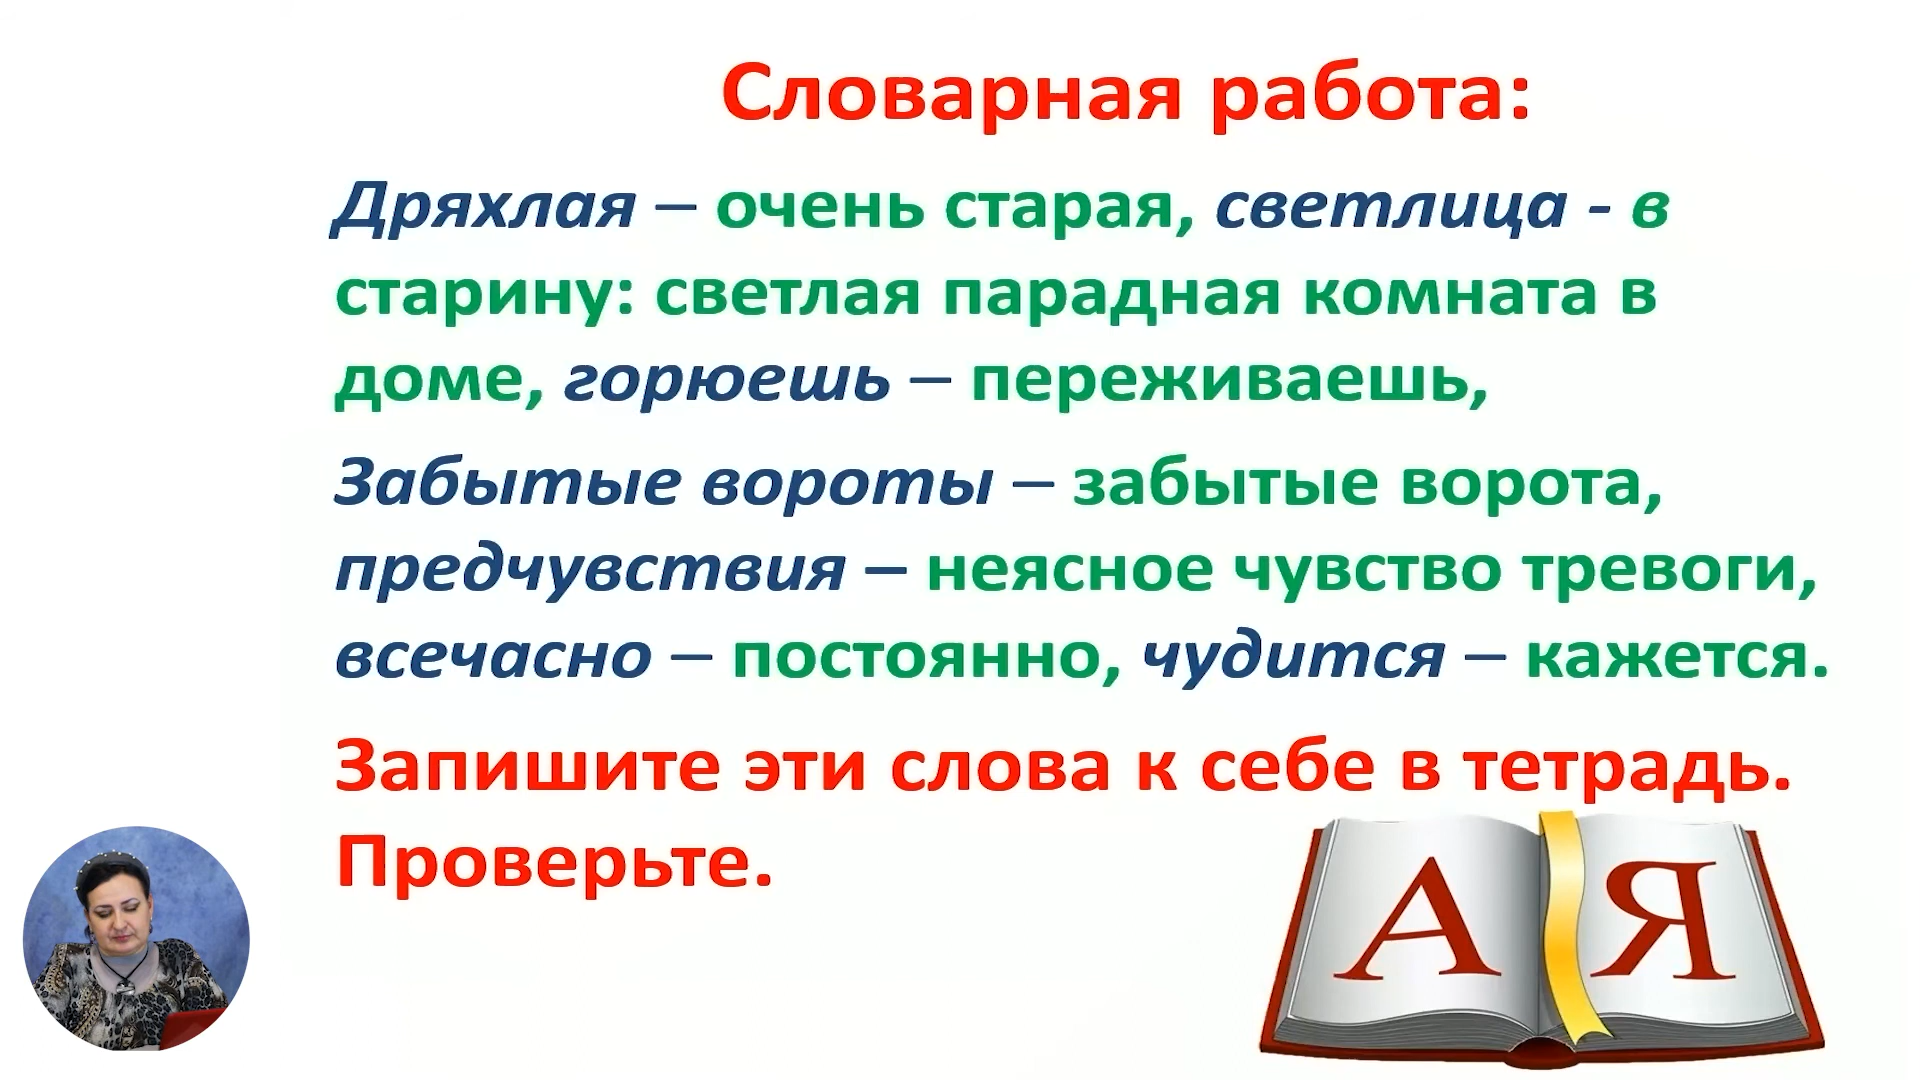 Словарная работа:
Дряхлая – очень старая, светлица - в
старину: светлая парадная комната в
доме, горюешь – переживаешь,
Забытые вороты – забытые ворота,
предчувствия – неясное чувство тревоги,
всечасно – постоянно, чудится – кажется.
Запишите эти слова к себе в тетрадь.
Проверьте.
А Я